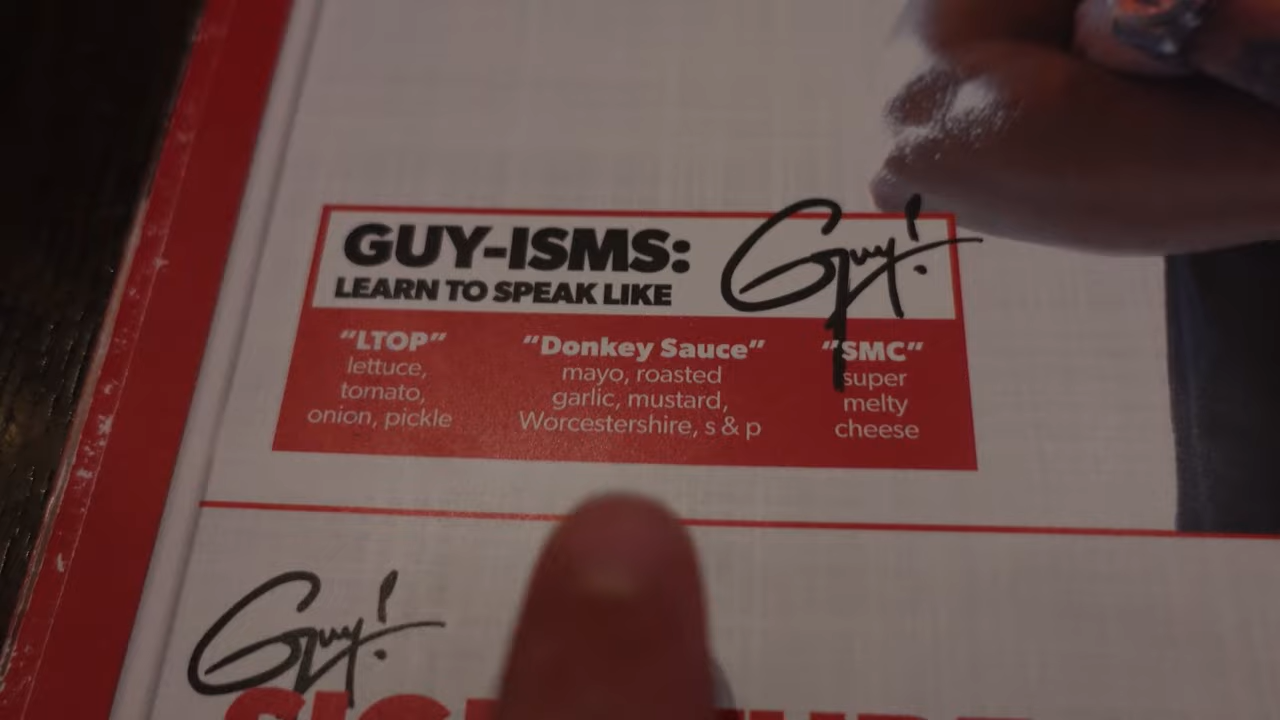 GUY-ISMS:
LEARN TO SPEAK LIKE
Guy!
"LTOP"
lettuce,
tomato,
onion, pickle
"Donkey Sauce"
mayo, roasted
garlic, mustard,
Worcestershire, s & p
"SMC"
super
melty
cheese
Guy!